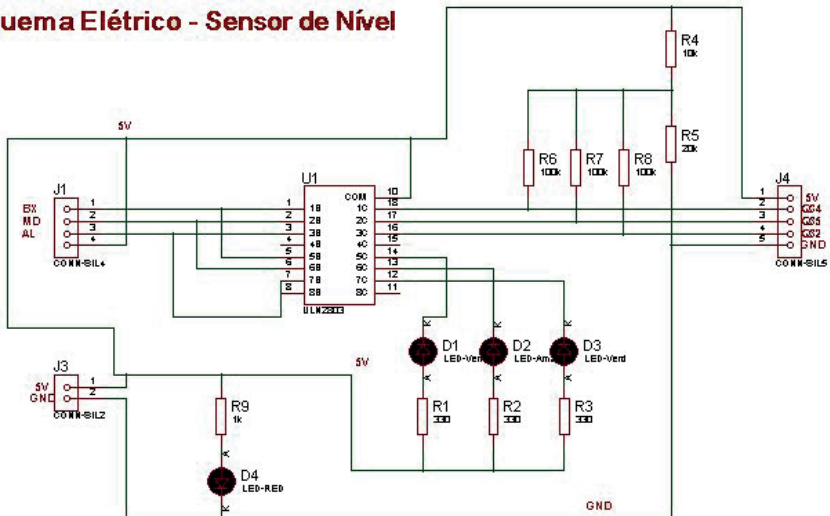 uema Elétrico - Sensor de Nível
R4
10k
5V
R5
20k
R6
100k
R7
100k
R8
100k
J1
BX
MD
AL
1
2
3
4
CONN-SIL4
U1
1
2
3
4
5
6
7
8
1B
2B
3B
4B
5B
6B
7B
8B
COM
1C
2C
3C
4C
5C
6C
7C
8C
10
18
17
16
15
14
13
12
11
ULN2803
J4
1
2
3
4
5
5V
GND
CONN-SIL5
K
K
K
D1
LED-Verm
D2
LED-Ama
D3
LED-Verd
A
A
A
5V
J3
5V
GND
1
2
CONN-SIL2
R9
1k
R1
330
R2
330
R3
330
A
D4
LED-RED
K
GND